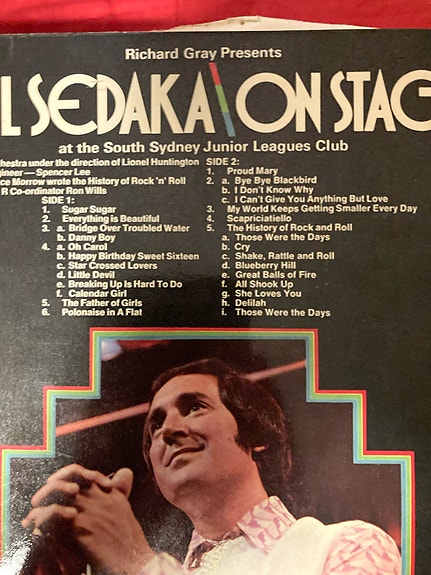 Richard Gray Presents
L SEDAKA ON STAG
at the South Sydney Junior Leagues Club
chestra under the direction of Lionel Huntington
gineer—Spencer Lee
ce Morrow wrote the History of Rock 'n' Roll
R Co-ordinator Ron Wills
SIDE 1:
1. Sugar Sugar
2. Everything is Beautiful
3. a. Bridge Over Troubled Water
b. Danny Boy
4. a. Oh Carol
b. Happy Birthday Sweet Sixteen
c. Star Crossed Lovers
d. Little Devil
e. Breaking Up Is Hard To Do
f. Calendar Girl
5. The Father of Girls
6. Polonaise in A Flat
SIDE 2:
1. Proud Mary
2. a. Bye Bye Blackbird
b. I Don't Know Why
c. I Can't Give You Anything But Love
3. My World Keeps Getting Smaller Every Day
4. Scapriciatiello
5. The History of Rock and Roll
a. Those Were the Days
b. Cry
c. Shake, Rattle and Roll
d. Blueberry Hill
e. Great Balls of Fire
f. All Shook Up
g. She Loves You
h. Delilah
i. Those Were the Days